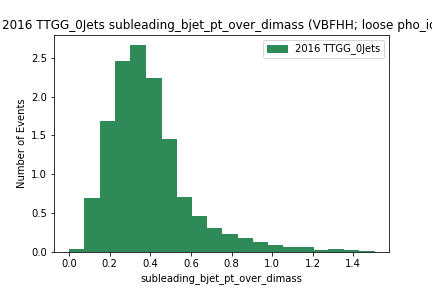 2016 TTGG_0Jets subleading_bjet_pt_over_dimass (VBFHH; loose
2016 TTGG_0Jets
Number of Events
2.5
2.0
1.5
1.0
0.5
0.0
0.0 0.2 0.4 0.6 0.8 1.0 1.2 1.4
subleading_bjet_pt_over_dimass